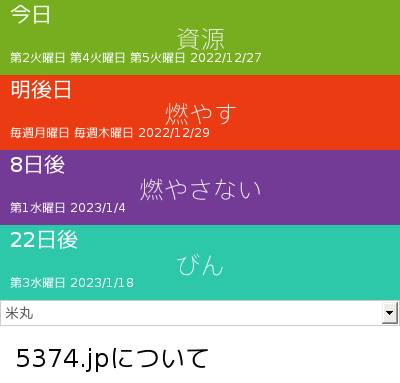 今日
資源
第2火曜日 第4火曜日 第5火曜日 2022/12/27
明後日
燃やす
毎週月曜日 毎週木曜日 2022/12/29
8日後
燃やさない
第1水曜日 2023/1/4
22日後
びん
第3水曜日 2023/1/18
米丸
5374.jpについて